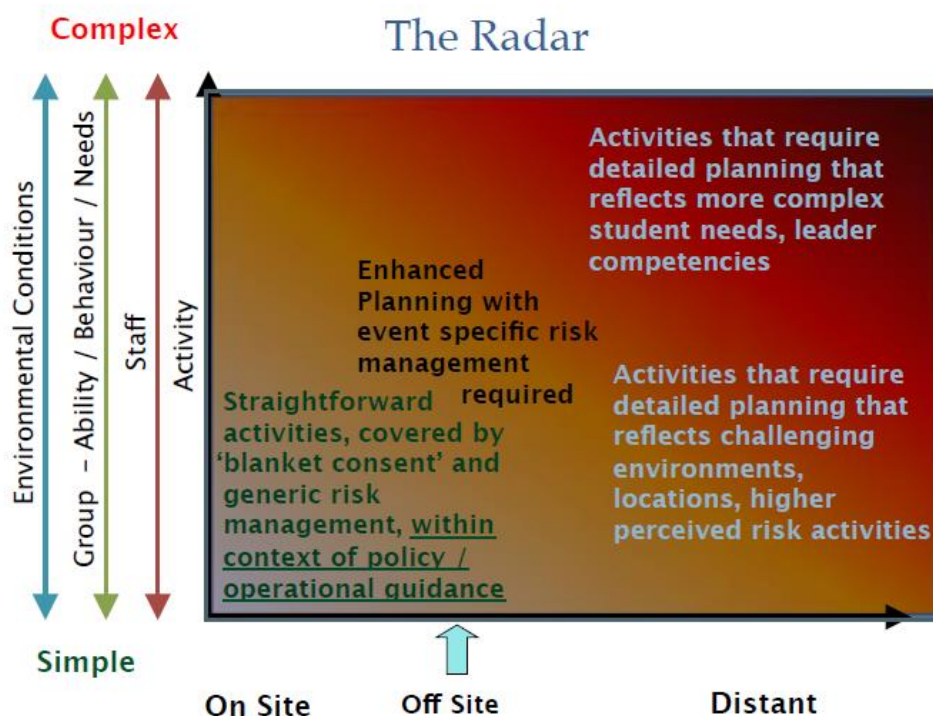 Complex
The Radar
Environmental Conditions
Group – Ability / Behaviour / Needs
Staff
Activity
Activities that require
detailed planning that
reflects more complex
student needs, leader
competencies
Enhanced
Planning with
event specific risk
management
required
Activities that require
detailed planning that
reflects challenging
environments,
locations, higher
perceived risk activities
Straightforward
activities, covered by
‘blanket consent’ and
generic risk
management, within
context of policy /
operational guidance
Simple
On Site
Off Site
Distant